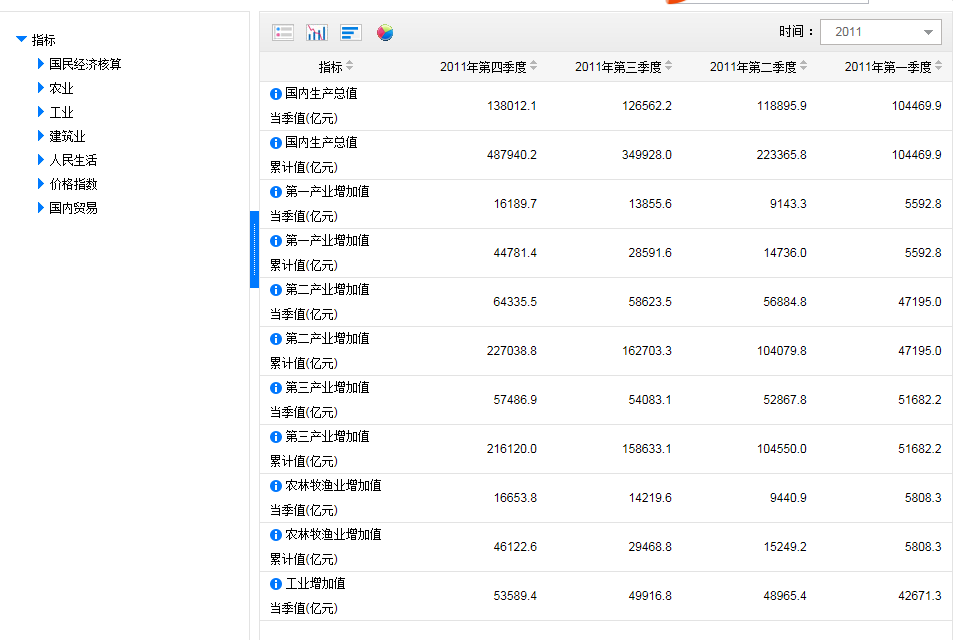 指标
国民经济核算
农业
工业
建筑业
人民生活
价格指数
国内贸易
时间：
2011
指标 2011年第四季度 2011年第三季度 2011年第二季度 2011年第一季度
国内生产总值
当季值(亿元) 138012.1 126562.2 118895.9 104469.9
国内生产总值
累计值(亿元) 487940.2 349928.0 223365.8 104469.9
第一产业增加值
当季值(亿元) 16189.7 13855.6 9143.3 5592.8
第一产业增加值
累计值(亿元) 44781.4 28591.6 14736.0 5592.8
第二产业增加值
当季值(亿元) 64335.5 58623.5 56884.8 47195.0
第二产业增加值
累计值(亿元) 227038.8 162703.3 104079.8 47195.0
第三产业增加值
当季值(亿元) 57486.9 54083.1 52867.8 51682.2
第三产业增加值
累计值(亿元) 216120.0 158633.1 104550.0 51682.2
农林牧渔业增加值
当季值(亿元) 16653.8 14219.6 9440.9 5808.3
农林牧渔业增加值
累计值(亿元) 46122.6 29468.8 15249.2 5808.3
工业增加值
当季值(亿元) 53589.4 49916.8 48965.4 42671.3